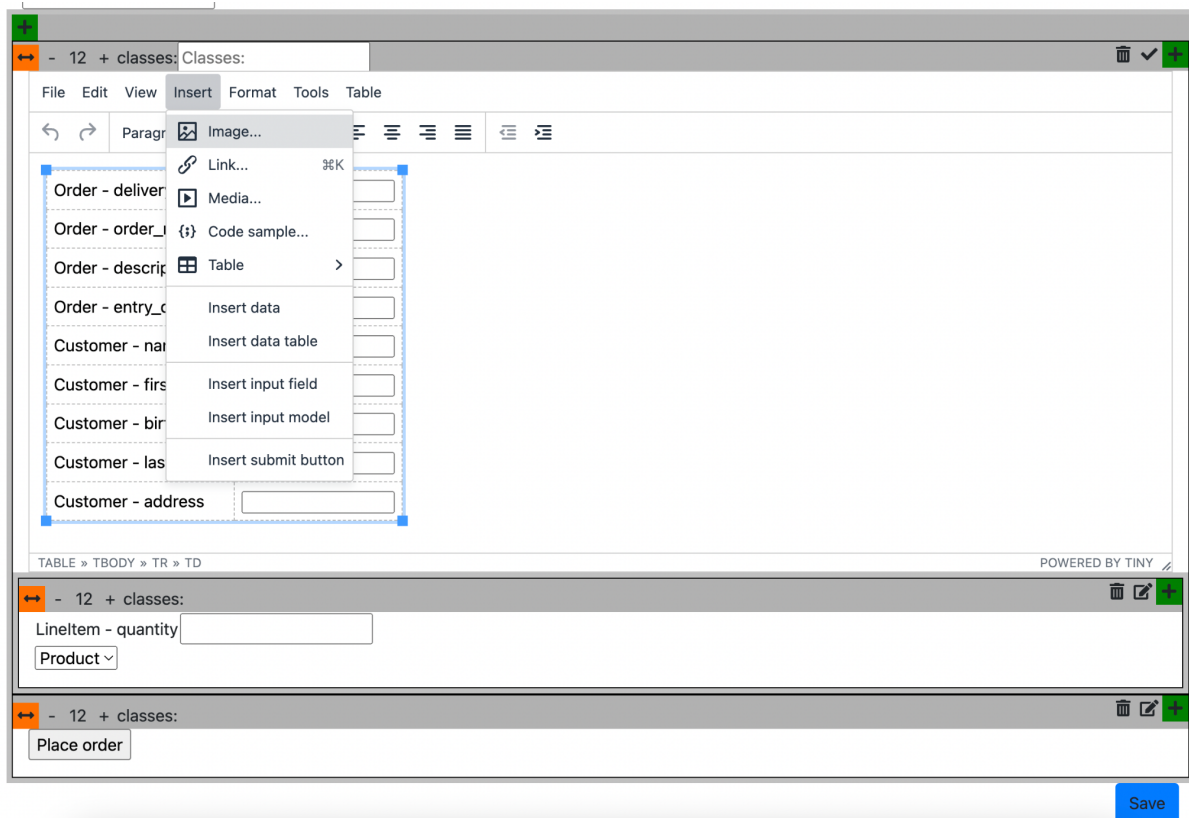 - 12 + classes: Classes:
File Edit View Insert Format Tools Table
Paragr
Image...
Link... ⌘K
Media...
Code sample...
Table
Insert data
Insert data table
Insert input field
Insert input model
Insert submit button
Order - deliver
Order - order_
Order - descrip
Order - entry_
Customer - nar
Customer - firs
Customer - bir
Customer - las
Customer - address
TABLE » TBODY » TR » TD POWERED BY TINY
- 12 + classes:
LineItem - quantity
Product
- 12 + classes:
Place order
Save